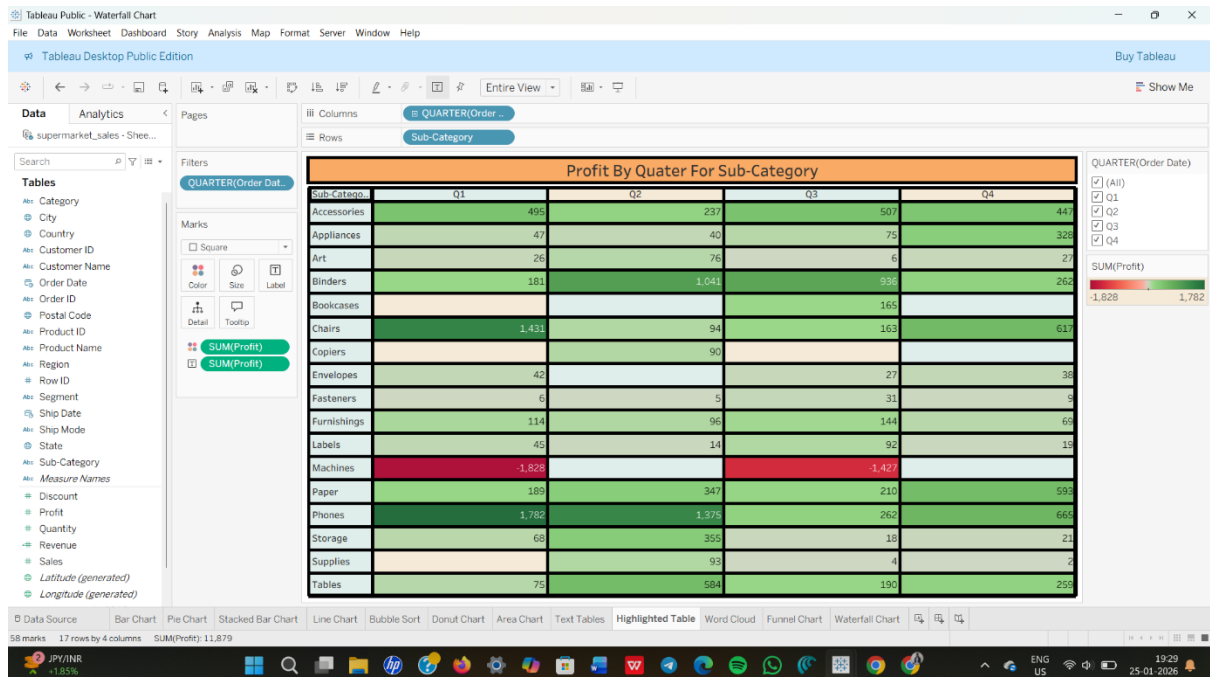 Tableau Public - Waterfall Chart
File Data Worksheet Dashboard Story Analysis Map Format Server Window Help
Tableau Desktop Public Edition Buy Tableau
Entire View Show Me
Data Analytics
supermarket_sales - Shee...
Search
Tables
Abc Category
City
Country
Abc Customer ID
Abc Customer Name
Order Date
Abc Order ID
Postal Code
Abc Product ID
Abc Product Name
Abc Region
# Row ID
Abc Segment
Ship Date
Abc Ship Mode
State
Abc Sub-Category
Abc Measure Names
# Discount
# Profit
# Quantity
=# Revenue
# Sales
Latitude (generated)
Longitude (generated)
Pages
Filters
QUARTER(Order Dat..
Marks
Square
Color Size Label
Detail Tooltip
SUM(Profit)
SUM(Profit)
Columns QUARTER(Order ..
Rows Sub-Category
Profit By Quater For Sub-Category
Sub-Catego.. Q1 Q2 Q3 Q4
Accessories 495 237 507 447
Appliances 47 40 75 328
Art 26 76 6 27
Binders 181 1,041 936 262
Bookcases 165
Chairs 1,431 94 163 617
Copiers 90
Envelopes 42 27 38
Fasteners 6 5 31 9
Furnishings 114 96 144 69
Labels 45 14 92 19
Machines -1,828 -1,427
Paper 189 347 210 593
Phones 1,782 1,375 262 665
Storage 68 355 18 21
Supplies 93 4 2
Tables 75 584 190 259
QUARTER(Order Date)
(All)
Q1
Q2
Q3
Q4
SUM(Profit)
-1,828 1,782
Data Source Bar Chart Pie Chart Stacked Bar Chart Line Chart Bubble Sort Donut Chart Area Chart Text Tables Highlighted Table Word Cloud Funnel Chart Waterfall Chart
58 marks 17 rows by 4 columns SUM(Profit): 11,879
2 JPY/INR
+1.85%
hp
W
ENG
US
19:29
25-01-2026